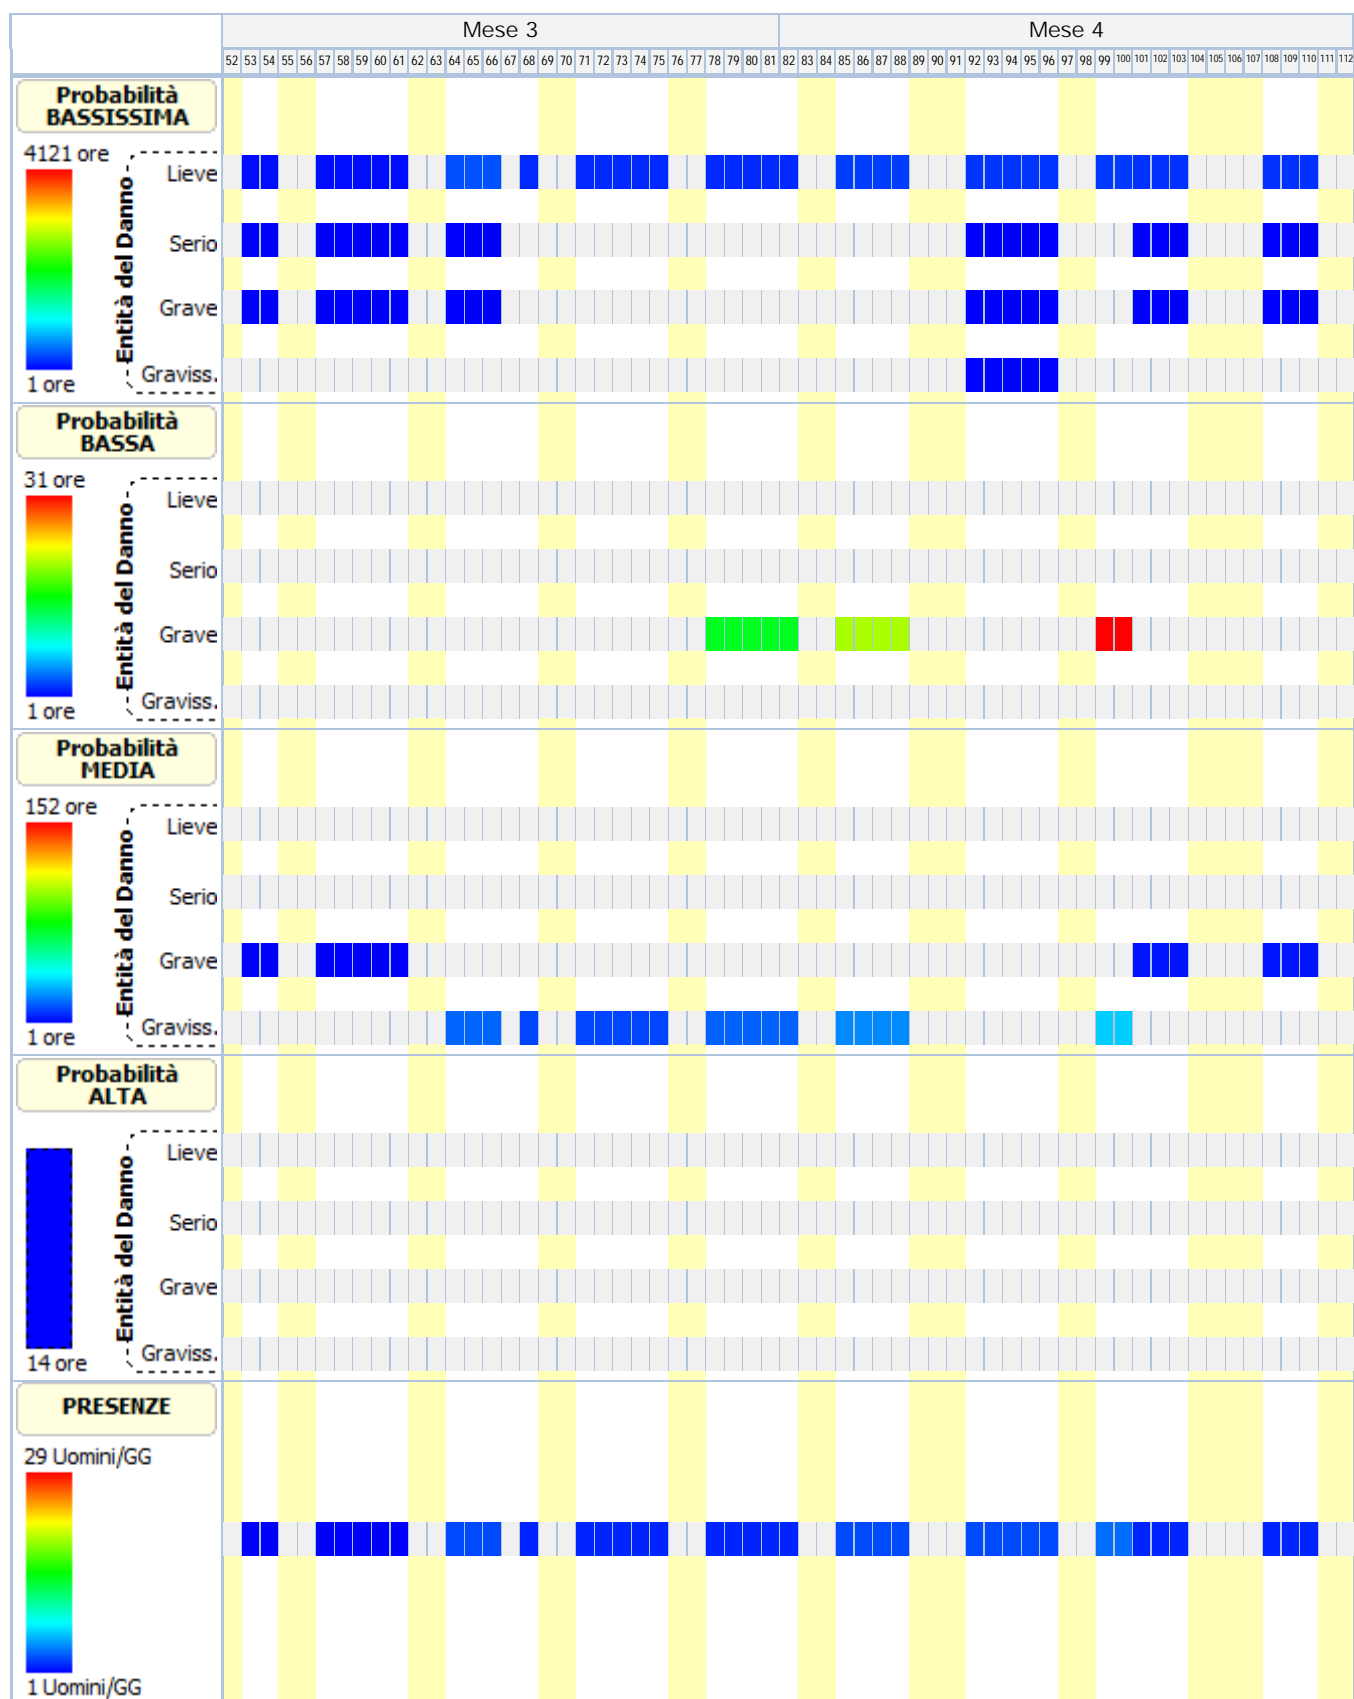 Mese 3 Mese 4
52 53 54 55 56 57 58 59 60 61 62 63 64 65 66 67 68 69 70 71 72 73 74 75 76 77 78 79 80 81 82 83 84 85 86 87 88 89 90 91 92 93 94 95 96 97 98 99 100 101 102 103 104 105 106 107 108 109 110 111 112
Probabilità
BASSISSIMA
4121 ore
Entità del Danno
Lieve
Serio
Grave
Graviss.
1 ore
Probabilità
BASSA
31 ore
Entità del Danno
Lieve
Serio
Grave
Graviss.
1 ore
Probabilità
MEDIA
152 ore
Entità del Danno
Lieve
Serio
Grave
Graviss.
1 ore
Probabilità
ALTA
Entità del Danno
Lieve
Serio
Grave
Graviss.
14 ore
PRESENZE
29 Uomini/GG
1 Uomini/GG